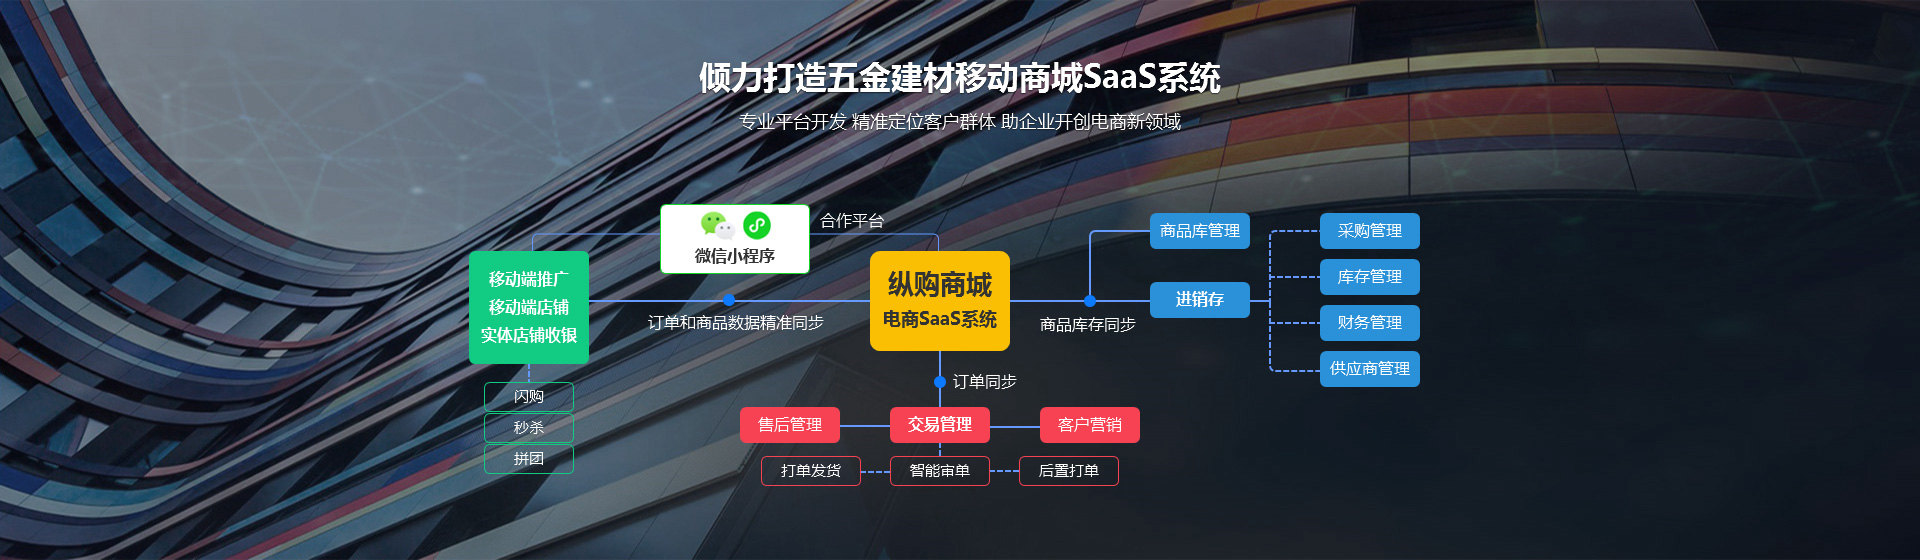 倾力打造五金建材移动商城SaaS系统
专业平台开发 精准定位客户群体 助企业开创电商新领域
微信小程序
合作平台
移动端推广
移动端店铺
实体店铺收银
闪购
秒杀
拼团
订单和商品数据精准同步
纵购商城
电商SaaS系统
商品库存同步
商品库管理
进销存
采购管理
库存管理
财务管理
供应商管理
订单同步
售后管理
交易管理
客户营销
打单发货
智能审单
后置打单